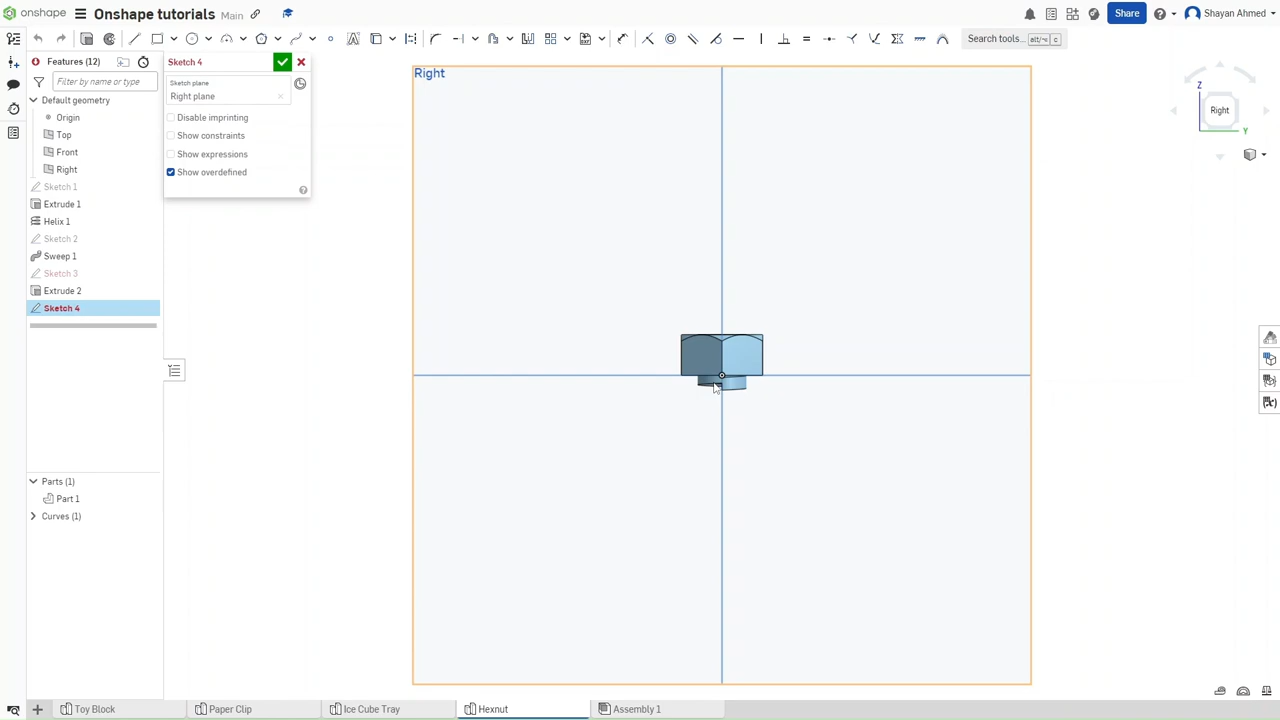 onshape
Onshape tutorials
Main
Share
Shayan Ahmed
Search tools... alt/⌥ c
Features (12)
Filter by name or type
Default geometry
Origin
Top
Front
Right
Sketch 1
Extrude 1
Helix 1
Sketch 2
Sweep 1
Sketch 3
Extrude 2
Sketch 4
Parts (1)
Part 1
Curves (1)
Sketch 4
Sketch plane
Right plane
Disable imprinting
Show constraints
Show expressions
Show overdefined
Right
Z
Right
Y
Toy Block
Paper Clip
Ice Cube Tray
Hexnut
Assembly 1